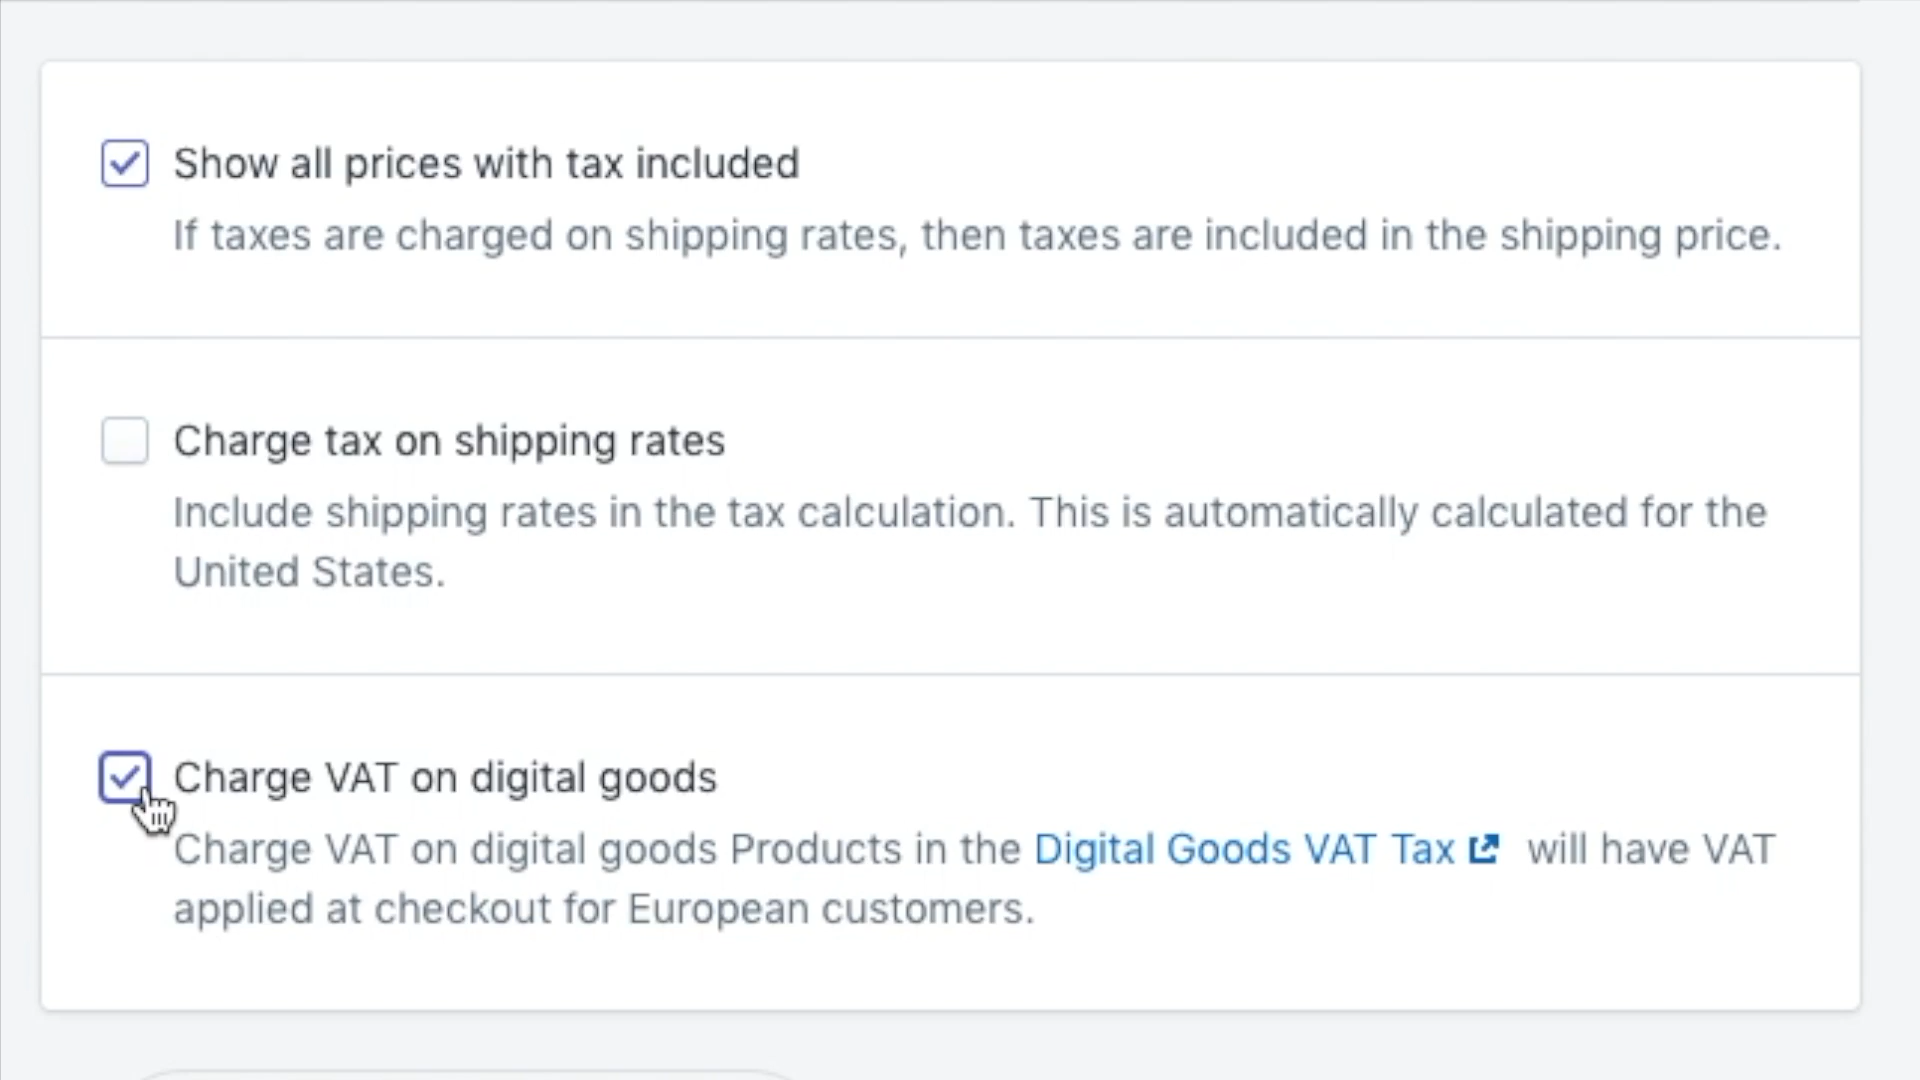 Show all prices with tax included
If taxes are charged on shipping rates, then taxes are included in the shipping price.
Charge tax on shipping rates
Include shipping rates in the tax calculation. This is automatically calculated for the
United States.
Charge VAT on digital goods
Charge VAT on digital goods Products in the Digital Goods VAT Tax will have VAT
applied at checkout for European customers.